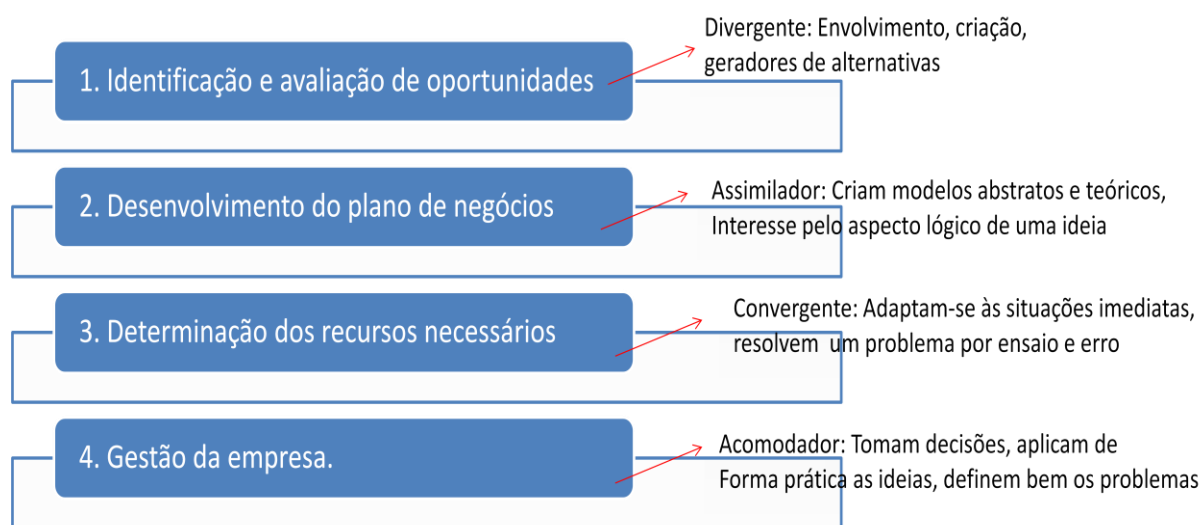 Divergente: Envolvimento, criação,
geradores de alternativas
1. Identificação e avaliação de oportunidades
2. Desenvolvimento do plano de negócios
Assimilador: Criam modelos abstratos e teóricos,
Interesse pelo aspecto lógico de uma ideia
3. Determinação dos recursos necessários
Convergente: Adaptam-se às situações imediatas,
resolvem um problema por ensaio e erro
4. Gestão da empresa.
Acomodador: Tomam decisões, aplicam de
Forma prática as ideias, definem bem os problemas